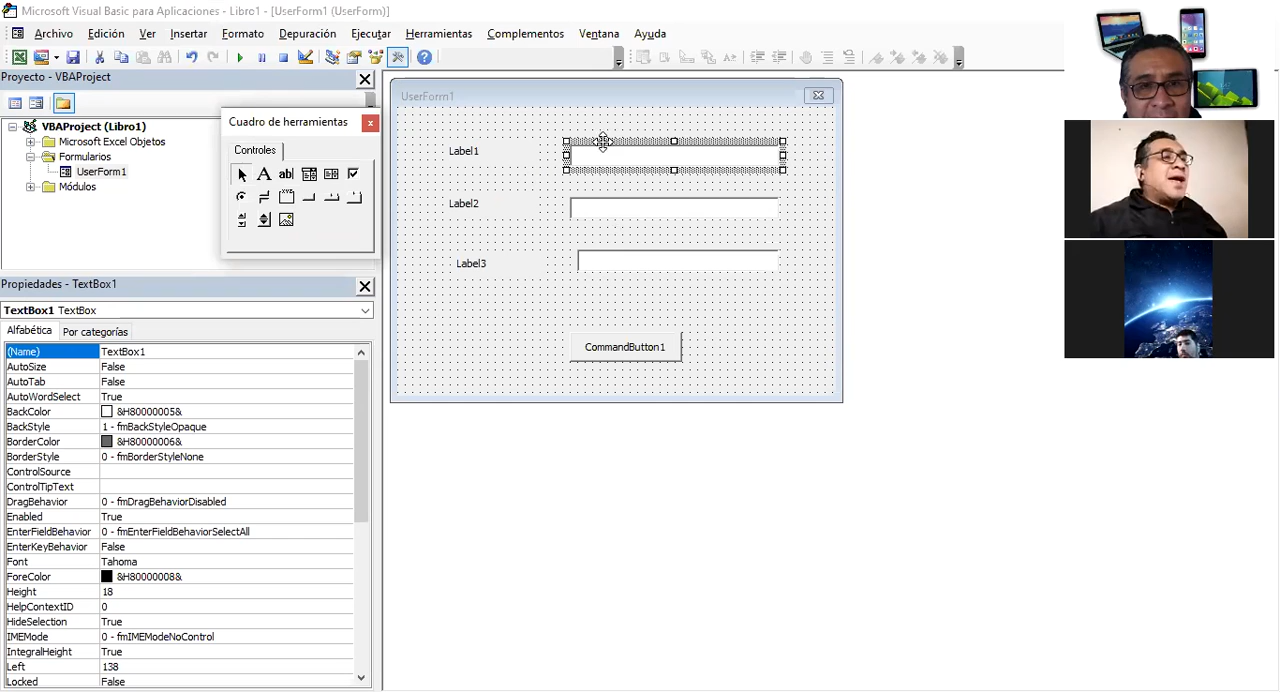 Microsoft Visual Basic para Aplicaciones - Libro1 - [UserForm1 (UserForm)]
Archivo Edición Ver Insertar Formato Depuración Ejecutar Herramientas Complementos Ventana Ayuda
Proyecto - VBAProject
VBAProject (Libro1)
Microsoft Excel Objetos
Formularios
UserForm1
Módulos
Cuadro de herramientas
Controles
A ab|
UserForm1
Label1
Label2
Label3
CommandButton1
Propiedades - TextBox1
TextBox1 TextBox
Alfabética Por categorías
(Name) TextBox1
AutoSize False
AutoTab False
AutoWordSelect True
BackColor &H80000005&
BackStyle 1 - fmBackStyleOpaque
BorderColor &H80000006&
BorderStyle 0 - fmBorderStyleNone
ControlSource
ControlTipText
DragBehavior 0 - fmDragBehaviorDisabled
Enabled True
EnterFieldBehavior 0 - fmEnterFieldBehaviorSelectAll
EnterKeyBehavior False
Font Tahoma
ForeColor &H80000008&
Height 18
HelpContextID 0
HideSelection True
IMEMode 0 - fmIMEModeNoControl
IntegralHeight True
Left 138
Locked False